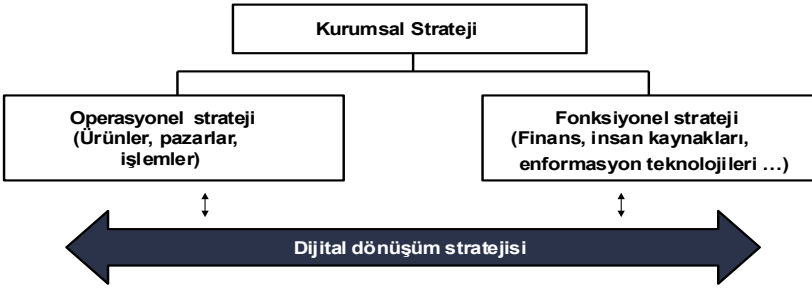 Kurumsal Strateji
Operasyonel strateji
(Ürünler, pazarlar,
işlemler)
Fonksiyonel strateji
(Finans, insan kaynakları,
enformasyon teknolojileri ...)
Dijital dönüşüm stratejisi